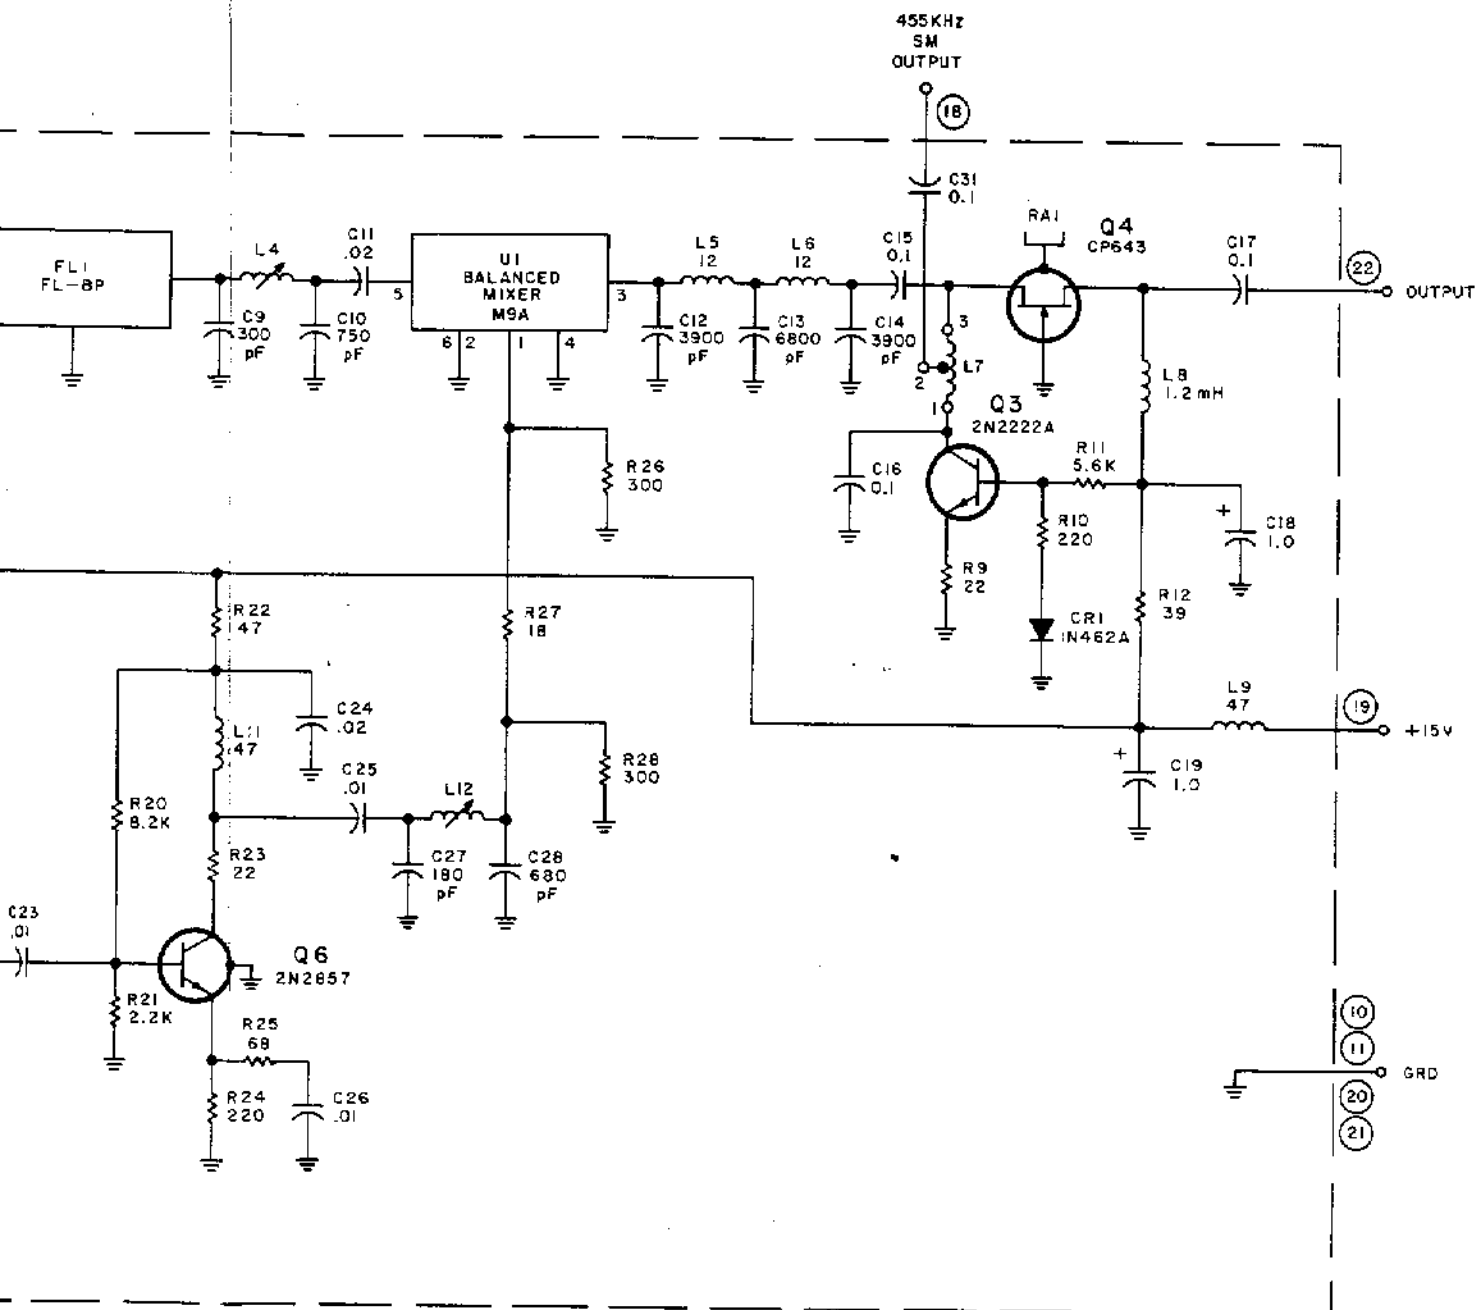 455KHz
SM
OUTPUT
18
C31
0.1
RA1
Q4
CP643
C17
0.1
22
OUTPUT
FL1
FL-8P
L4
C11
.02
C9
300
pF
C10
750
pF
5
U1
BALANCED
MIXER
M9A
3
6 2 1 4
L5
12
L6
12
C15
0.1
C12
3900
pF
C13
6800
pF
C14
3900
pF
3
2
L7
1
Q3
2N2222A
L8
1.2mH
R11
5.6K
C16
0.1
R26
300
R10
220
C18
+
1.0
R9
22
R12
39
CR1
IN462A
R22
47
R27
18
L11
47
C24
.02
C25
.01
L12
R28
300
L9
47
19
+15V
+
C19
1.0
R20
8.2K
R23
22
C27
180
pF
C28
680
pF
C23
.01
Q6
2N2857
R21
2.2K
R25
68
R24
220
C26
.01
10
11
GRD
20
21